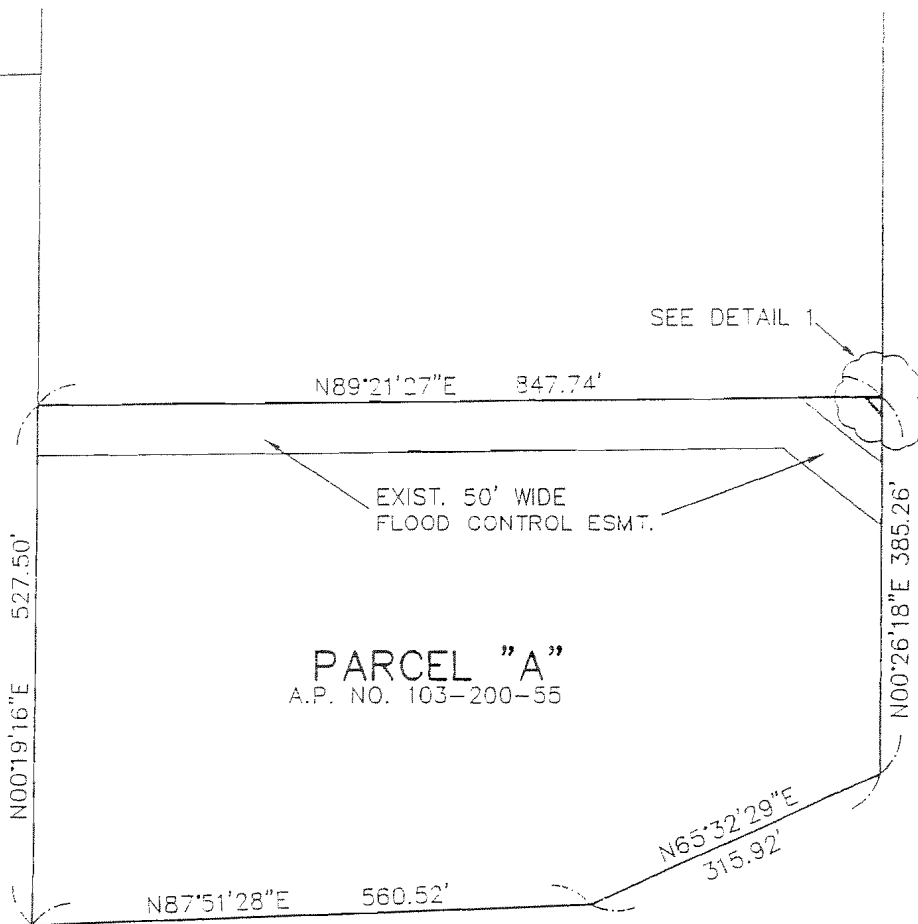 SEE DETAIL 1
N89°21'27"E 847.74'
EXIST. 50' WIDE
FLOOD CONTROL ESMT.
N00°19'16"E 527.50'
N00°26'18"E 385.26'
PARCEL "A"
A.P. NO. 103-200-55
N65°32'29"E
315.92'
N87°51'28"E 560.52'